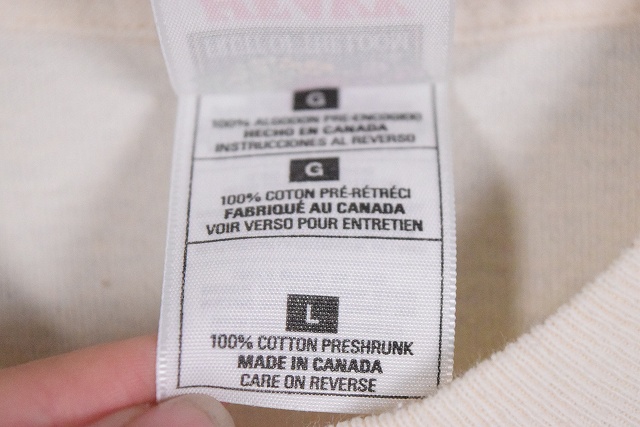 G
100% ALGODON PRE-ENCOGIDO
HECHO EN CANADA
INSTRUCCIONES AL REVERSO
G
100% COTON PRÉ-RÉTRÉCI
FABRIQUÉ AU CANADA
VOIR VERSO POUR ENTRETIEN
L
100% COTTON PRESHRUNK
MADE IN CANADA
CARE ON REVERSE